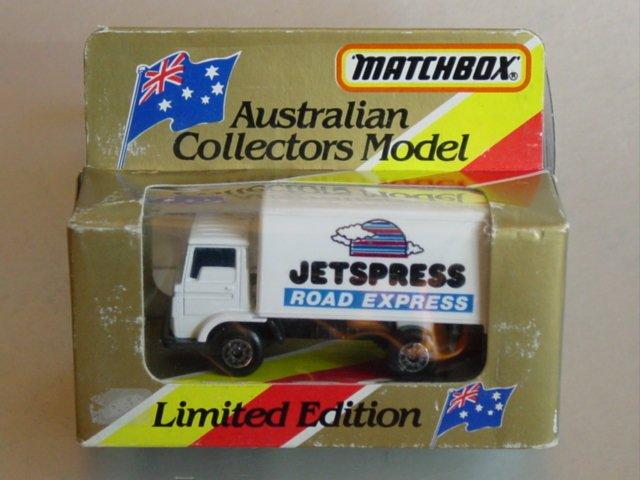 MATCHBOX®
Australian
Collectors Model
JETSPRESS
ROAD EXPRESS
Limited Edition